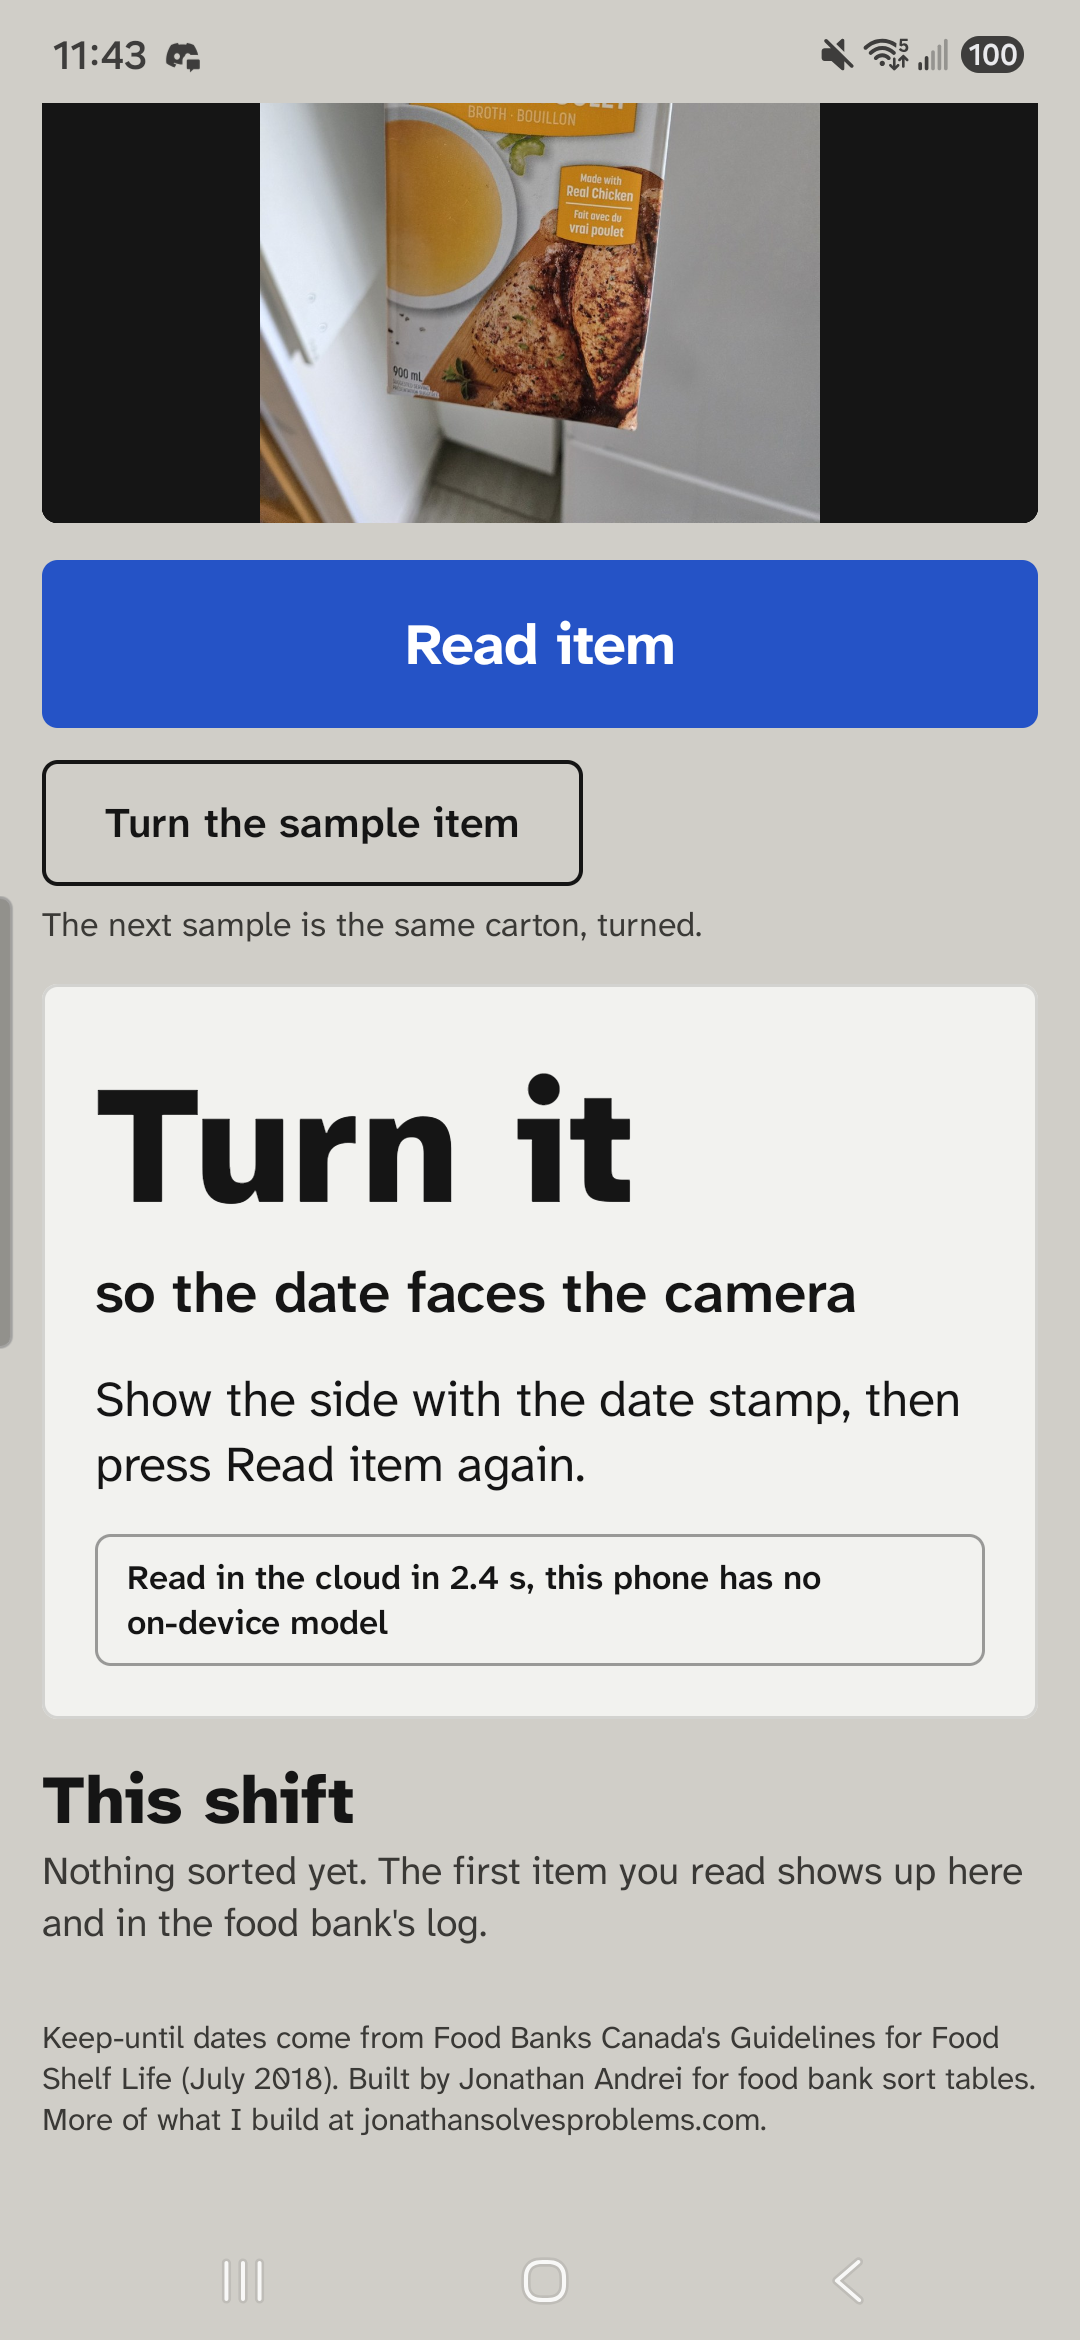 11:43
5
100
BROTH · BOUILLON
Made with
Real Chicken
Fait avec du
vrai poulet
900 mL
Read item
Turn the sample item
The next sample is the same carton, turned.
Turn it
so the date faces the camera
Show the side with the date stamp, then
press Read item again.
Read in the cloud in 2.4 s, this phone has no
on-device model
This shift
Nothing sorted yet. The first item you read shows up here
and in the food bank's log.
Keep-until dates come from Food Banks Canada's Guidelines for Food
Shelf Life (July 2018). Built by Jonathan Andrei for food bank sort tables.
More of what I build at jonathansolvesproblems.com.